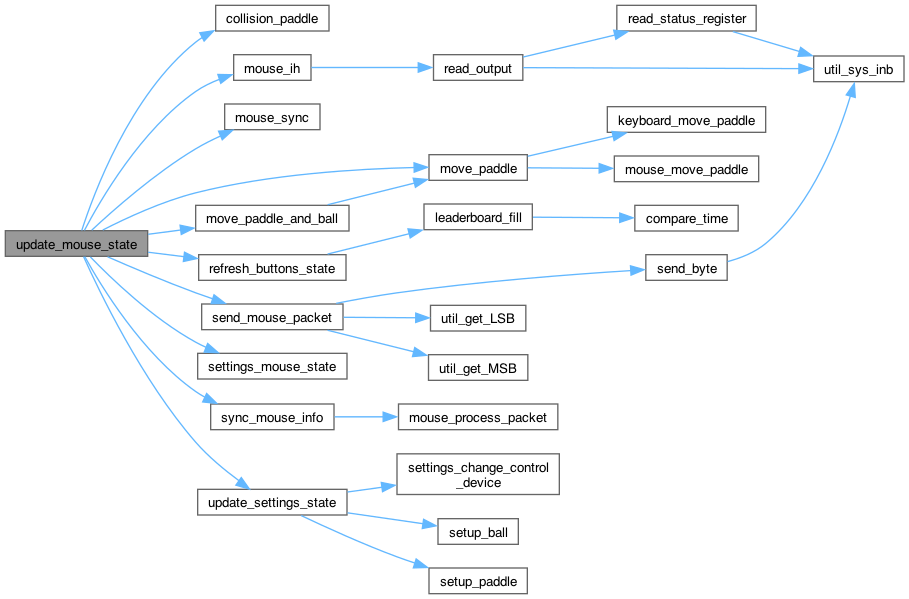 collision_paddle
read_status_register
mouse_ih
read_output
util_sys_inb
mouse_sync
keyboard_move_paddle
move_paddle
mouse_move_paddle
move_paddle_and_ball
leaderboard_fill
compare_time
update_mouse_state
refresh_buttons_state
send_byte
send_mouse_packet
util_get_LSB
settings_mouse_state
util_get_MSB
sync_mouse_info
mouse_process_packet
settings_change_control
_device
update_settings_state
setup_ball
setup_paddle